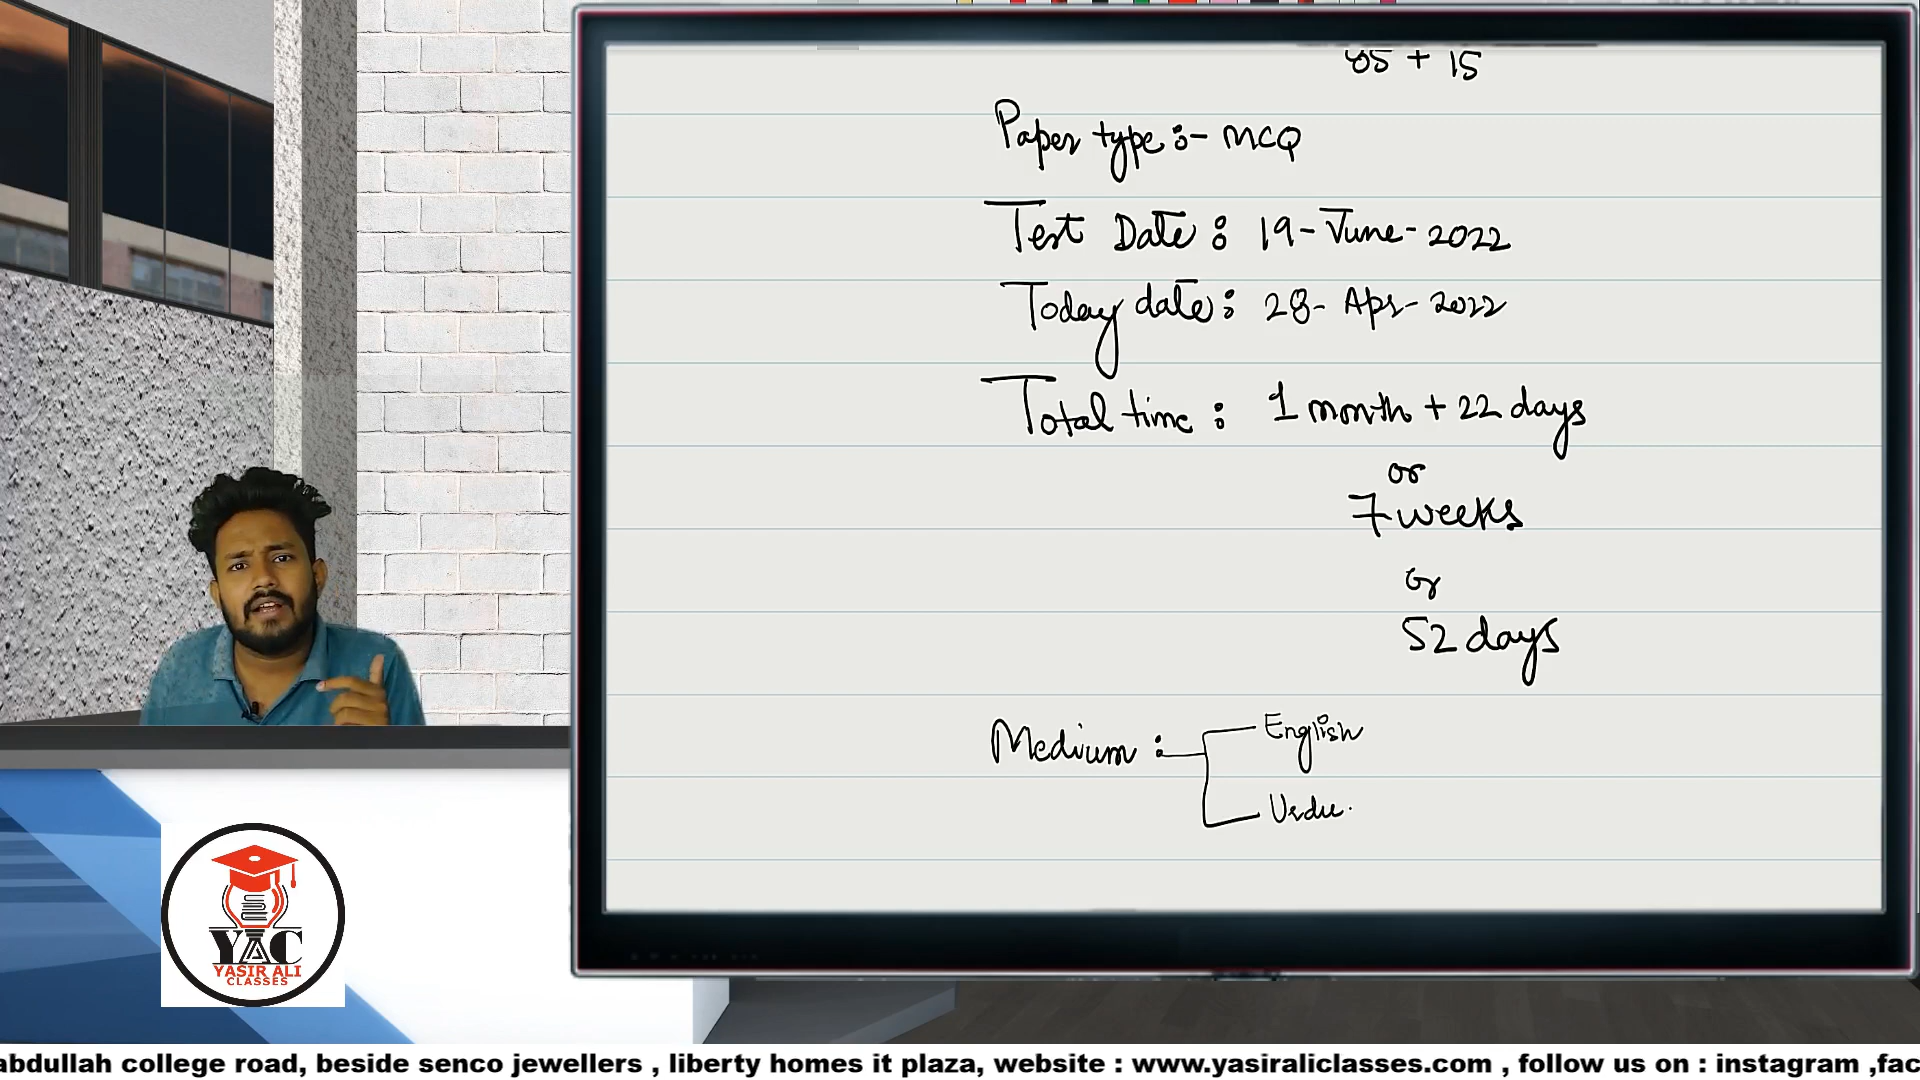 85 + 15
Paper type :- MCQ
Test Date : 19-June-2022
Today date : 28-Apr-2022
Total time : 1 month + 22 days
or
7 weeks
or
52 days
Medium :
English
Urdu.
YAC
YASIR ALI
CLASSES
abdullah college road, beside senco jewellers , liberty homes it plaza, website : www.yasiraliclasses.com , follow us on : instagram ,fac